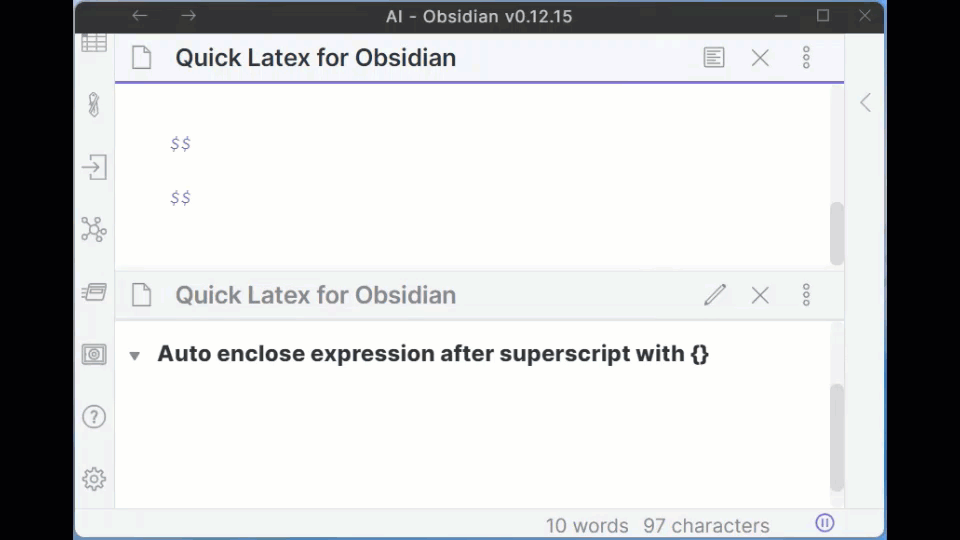 AI - Obsidian v0.12.15
Quick Latex for Obsidian
$$
$$
Quick Latex for Obsidian
Auto enclose expression after superscript with {}
10 words 97 characters